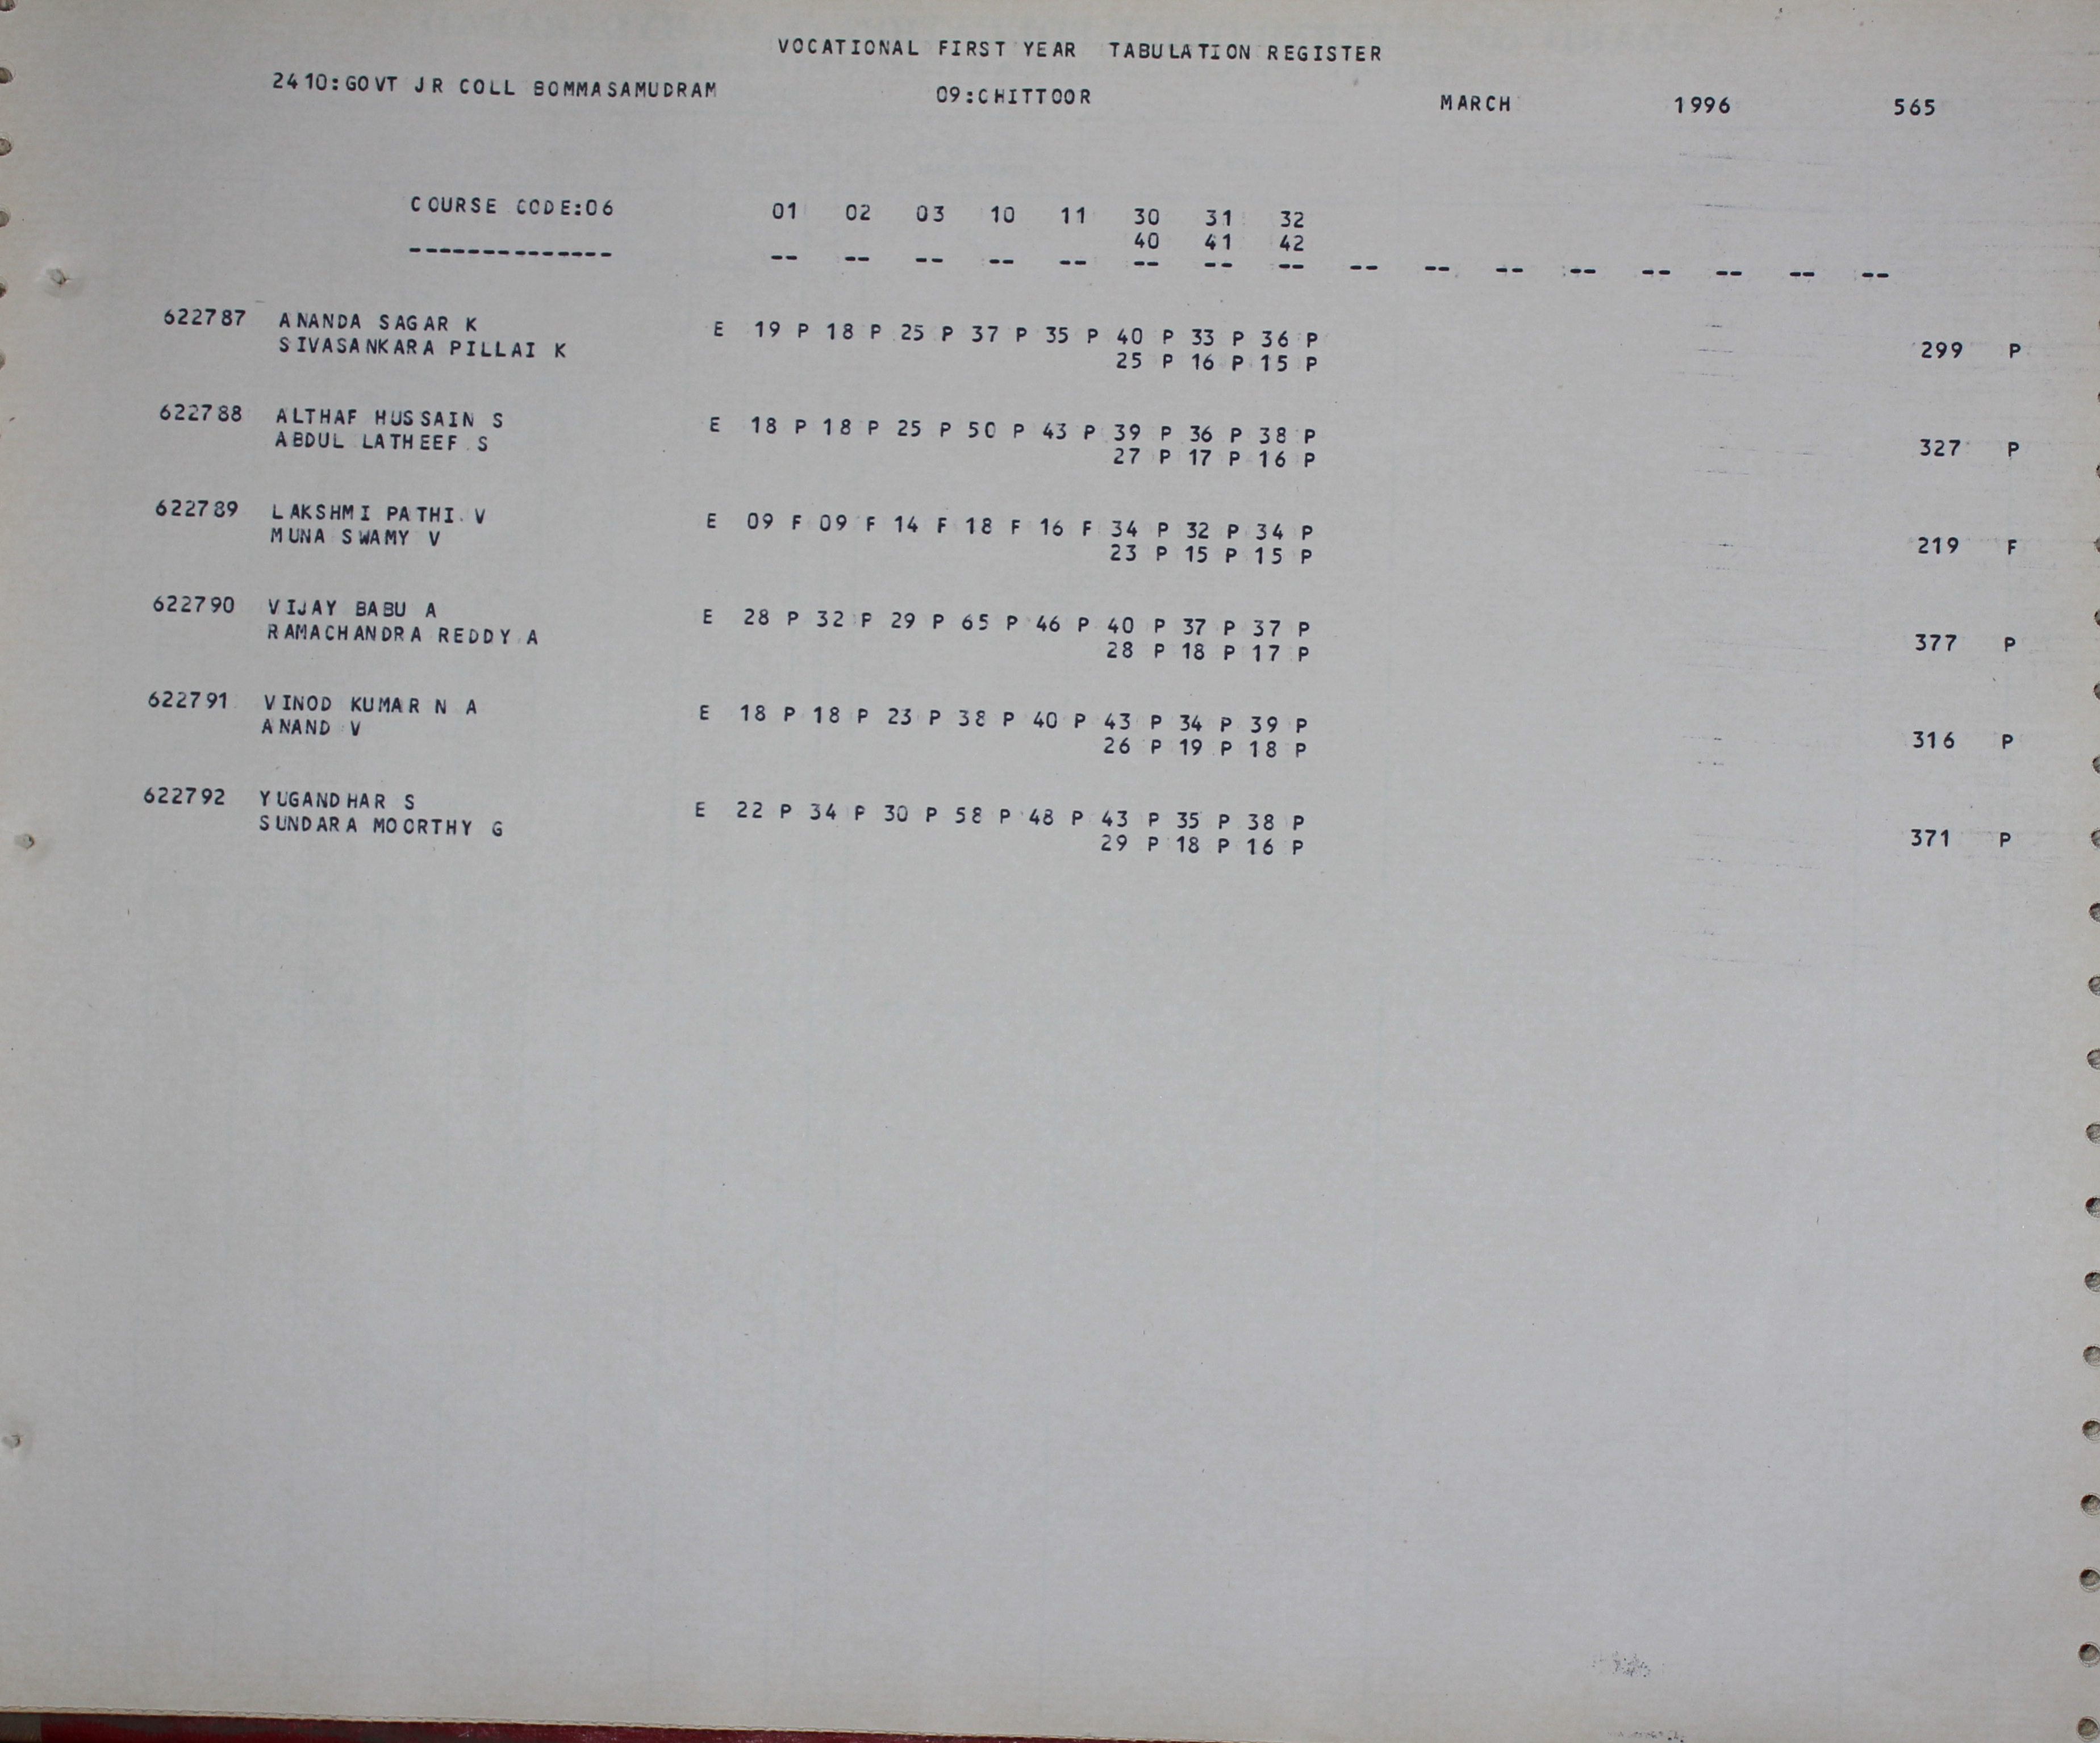 VOCATIONAL FIRST YEAR TABULATION REGISTER
2410:GOVT JR COLL BOMMASAMUDRAM 09:CHITTOOR MARCH 1996 565
COURSE CODE:06 01 02 03 10 11 30 31 32
40 41 42
-------------- -- -- -- -- -- -- -- -- -- -- -- -- -- -- -- --
622787 ANANDA SAGAR K E 19 P 18 P 25 P 37 P 35 P 40 P 33 P 36 P
SIVASANKARA PILLAI K 25 P 16 P 15 P 299 P
622788 ALTHAF HUSSAIN S E 18 P 18 P 25 P 50 P 43 P 39 P 36 P 38 P
ABDUL LATHEEF S 27 P 17 P 16 P 327 P
622789 LAKSHMI PATHI V E 09 F 09 F 14 F 18 F 16 F 34 P 32 P 34 P
MUNA SWAMY V 23 P 15 P 15 P 219 F
622790 VIJAY BABU A E 28 P 32 P 29 P 65 P 46 P 40 P 37 P 37 P
RAMACHANDRA REDDY A 28 P 18 P 17 P 377 P
622791 VINOD KUMAR N A E 18 P 18 P 23 P 38 P 40 P 43 P 34 P 39 P
ANAND V 26 P 19 P 18 P 316 P
622792 YUGANDHAR S E 22 P 34 P 30 P 58 P 48 P 43 P 35 P 38 P
SUNDARA MOORTHY G 29 P 18 P 16 P 371 P